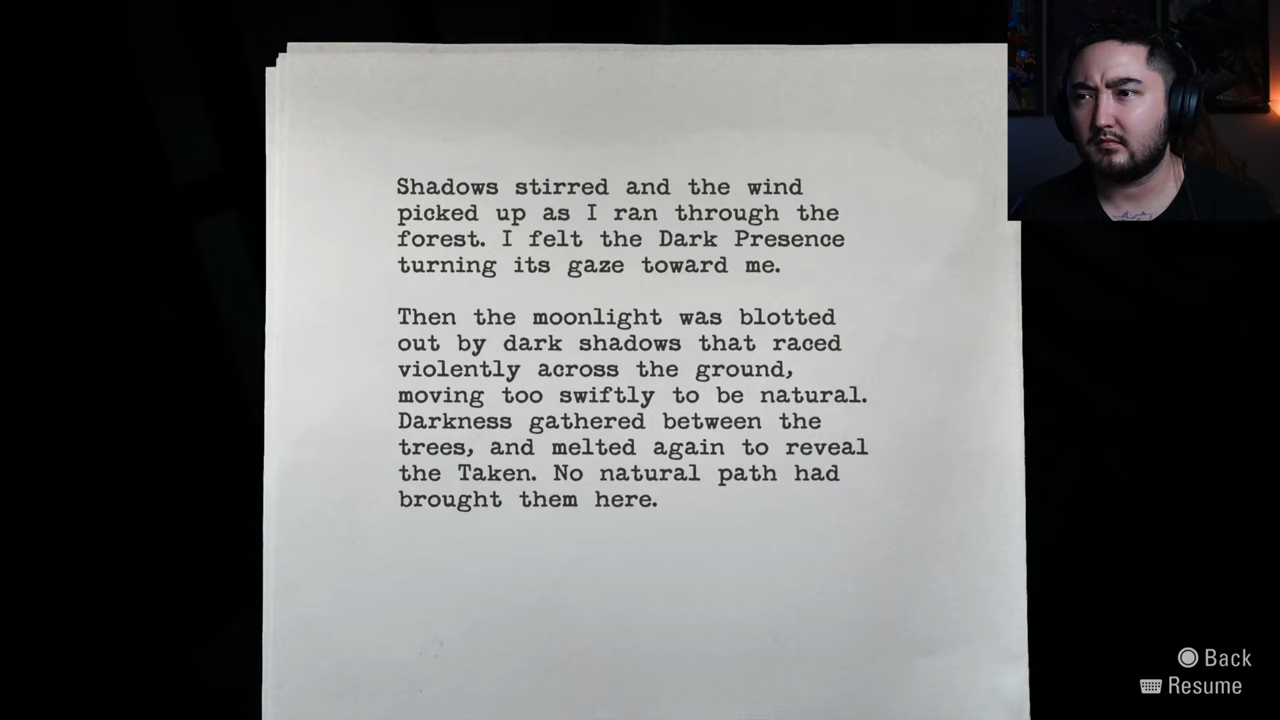 Shadows stirred and the wind
picked up as I ran through the
forest. I felt the Dark Presence
turning its gaze toward me.
Then the moonlight was blotted
out by dark shadows that raced
violently across the ground,
moving too swiftly to be natural.
Darkness gathered between the
trees, and melted again to reveal
the Taken. No natural path had
brought them here.
Back
Resume